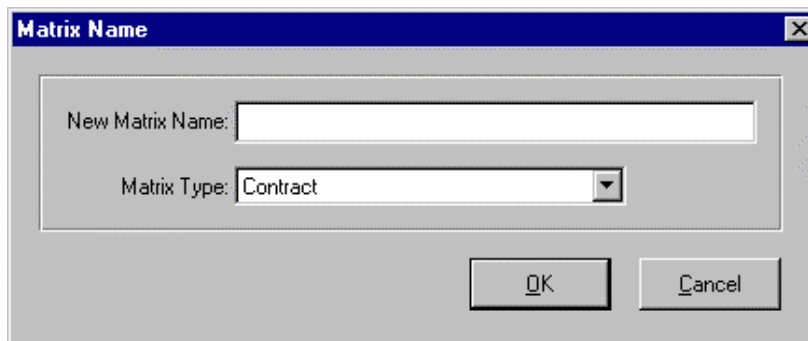 Matrix Name
New Matrix Name:
Matrix Type: Contract
OK Cancel